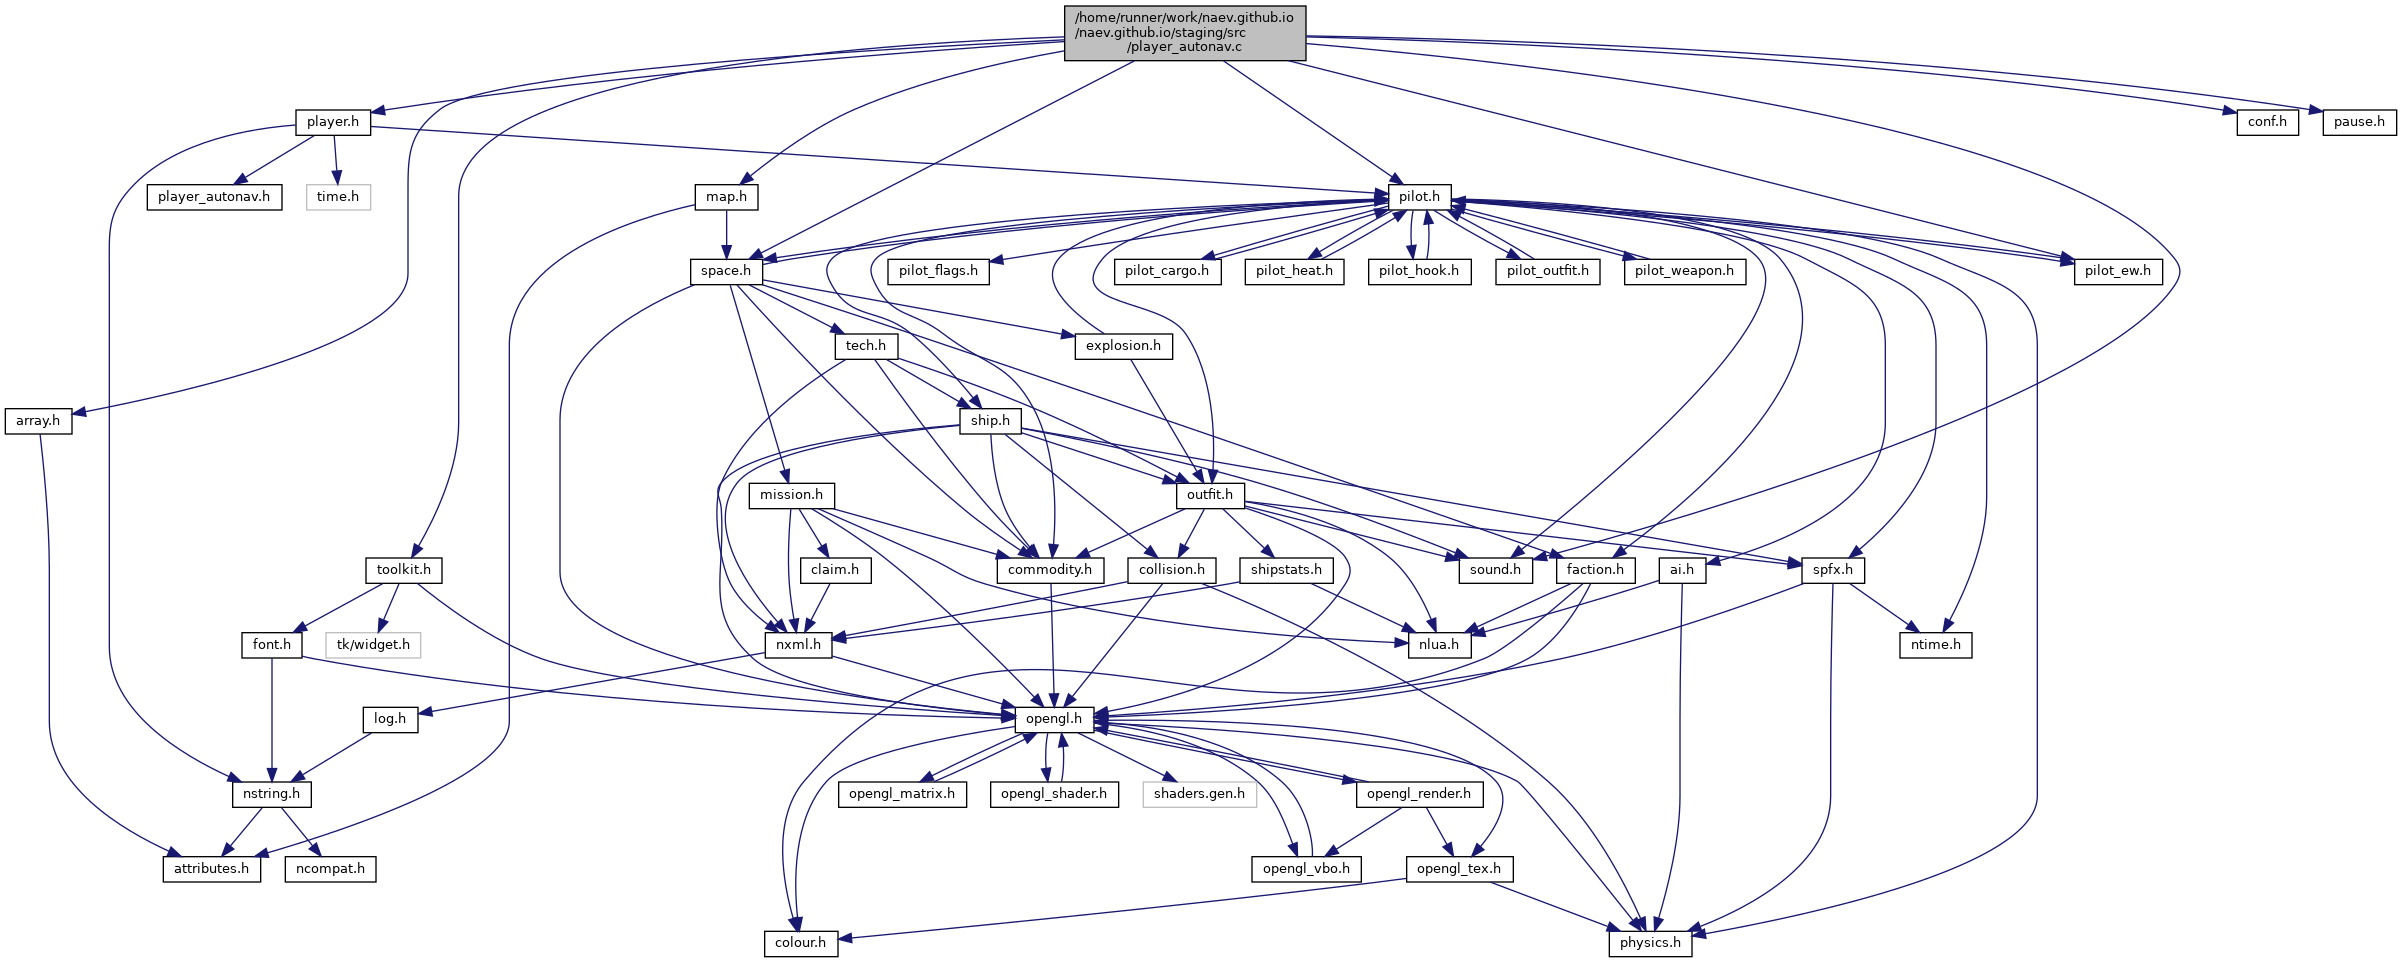 /home/runner/work/naev.github.io
/naev.github.io/staging/src
/player_autonav.c
player.h
conf.h
pause.h
player_autonav.h
time.h
map.h
pilot.h
space.h
pilot_flags.h
pilot_cargo.h
pilot_heat.h
pilot_hook.h
pilot_outfit.h
pilot_weapon.h
pilot_ew.h
tech.h
explosion.h
array.h
ship.h
mission.h
outfit.h
toolkit.h
claim.h
commodity.h
collision.h
shipstats.h
sound.h
faction.h
ai.h
spfx.h
font.h
tk/widget.h
nxml.h
nlua.h
ntime.h
log.h
opengl.h
nstring.h
opengl_matrix.h
opengl_shader.h
shaders.gen.h
opengl_render.h
attributes.h
ncompat.h
opengl_vbo.h
opengl_tex.h
colour.h
physics.h